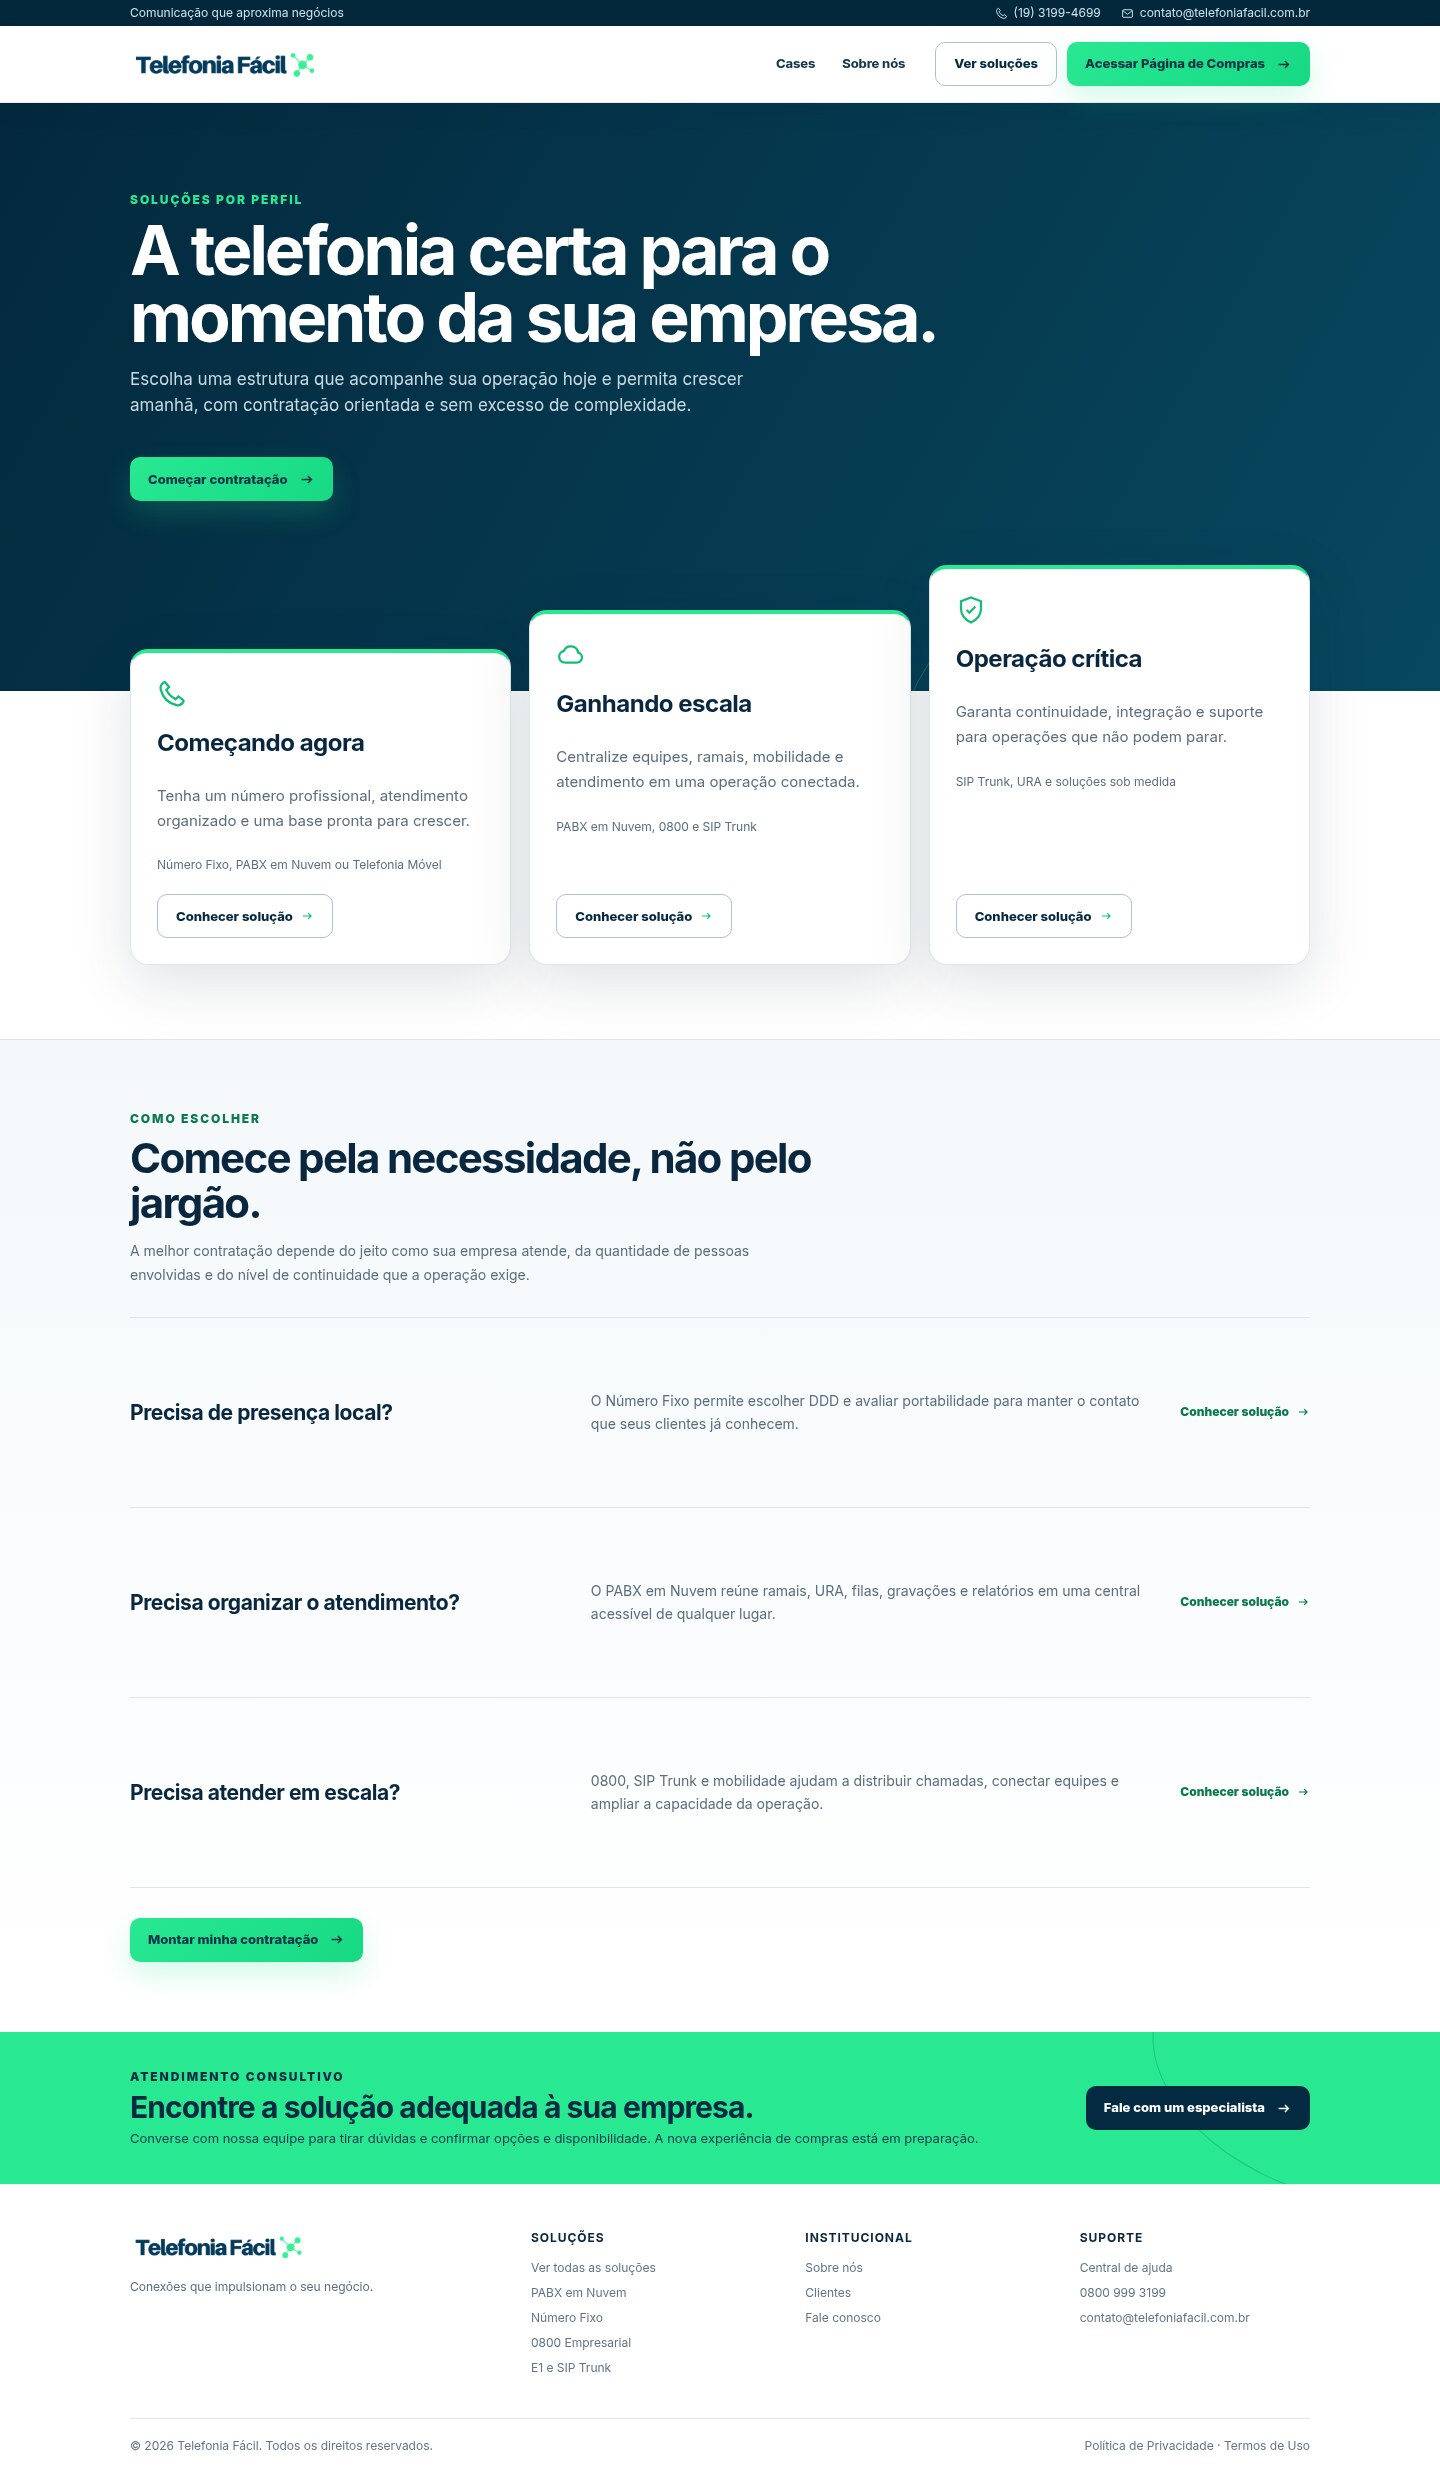 Comunicação que aproxima negócios
(19) 3199-4699
contato@telefoniafacil.com.br
Telefonia Fácil
Cases
Sobre nós
Ver soluções
Acessar Página de Compras
SOLUÇÕES POR PERFIL
A telefonia certa para o
momento da sua empresa.
Escolha uma estrutura que acompanhe sua operação hoje e permita crescer
amanhã, com contratação orientada e sem excesso de complexidade.
Começar contratação
Começando agora
Tenha um número profissional, atendimento
organizado e uma base pronta para crescer.
Número Fixo, PABX em Nuvem ou Telefonia Móvel
Conhecer solução
Ganhando escala
Centralize equipes, ramais, mobilidade e
atendimento em uma operação conectada.
PABX em Nuvem, 0800 e SIP Trunk
Conhecer solução
Operação crítica
Garanta continuidade, integração e suporte
para operações que não podem parar.
SIP Trunk, URA e soluções sob medida
Conhecer solução
COMO ESCOLHER
Comece pela necessidade, não pelo
jargão.
A melhor contratação depende do jeito como sua empresa atende, da quantidade de pessoas
envolvidas e do nível de continuidade que a operação exige.
Precisa de presença local?
O Número Fixo permite escolher DDD e avaliar portabilidade para manter o contato
que seus clientes já conhecem.
Conhecer solução
Precisa organizar o atendimento?
O PABX em Nuvem reúne ramais, URA, filas, gravações e relatórios em uma central
acessível de qualquer lugar.
Conhecer solução
Precisa atender em escala?
0800, SIP Trunk e mobilidade ajudam a distribuir chamadas, conectar equipes e
ampliar a capacidade da operação.
Conhecer solução
Montar minha contratação
ATENDIMENTO CONSULTIVO
Encontre a solução adequada à sua empresa.
Converse com nossa equipe para tirar dúvidas e confirmar opções e disponibilidade. A nova experiência de compras está em preparação.
Fale com um especialista
Telefonia Fácil
Conexões que impulsionam o seu negócio.
SOLUÇÕES
Ver todas as soluções
PABX em Nuvem
Número Fixo
0800 Empresarial
E1 e SIP Trunk
INSTITUCIONAL
Sobre nós
Clientes
Fale conosco
SUPORTE
Central de ajuda
0800 999 3199
contato@telefoniafacil.com.br
© 2026 Telefonia Fácil. Todos os direitos reservados.
Política de Privacidade · Termos de Uso